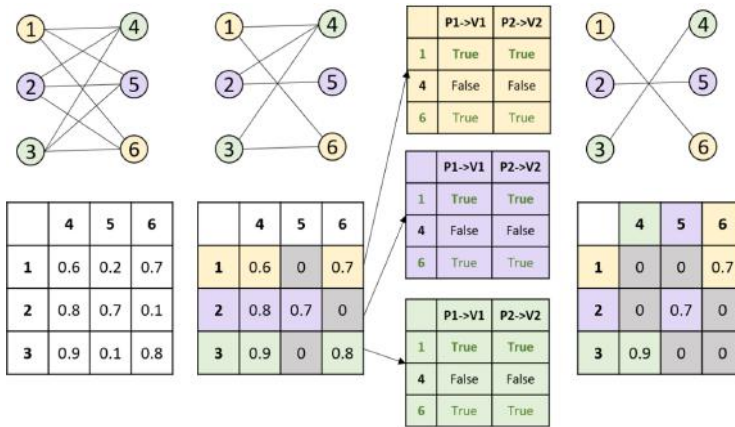 1 4
2 5
3 6
1 4
2 5
3 6
P1->V1 P2->V2
1 True True
4 False False
6 True True
P1->V1 P2->V2
1 True True
4 False False
6 True True
P1->V1 P2->V2
1 True True
4 False False
6 True True
1 4
2 5
3 6
4 5 6
1 0.6 0.2 0.7
2 0.8 0.7 0.1
3 0.9 0.1 0.8
4 5 6
1 0.6 0 0.7
2 0.8 0.7 0
3 0.9 0 0.8
4 5 6
1 0 0 0.7
2 0 0.7 0
3 0.9 0 0